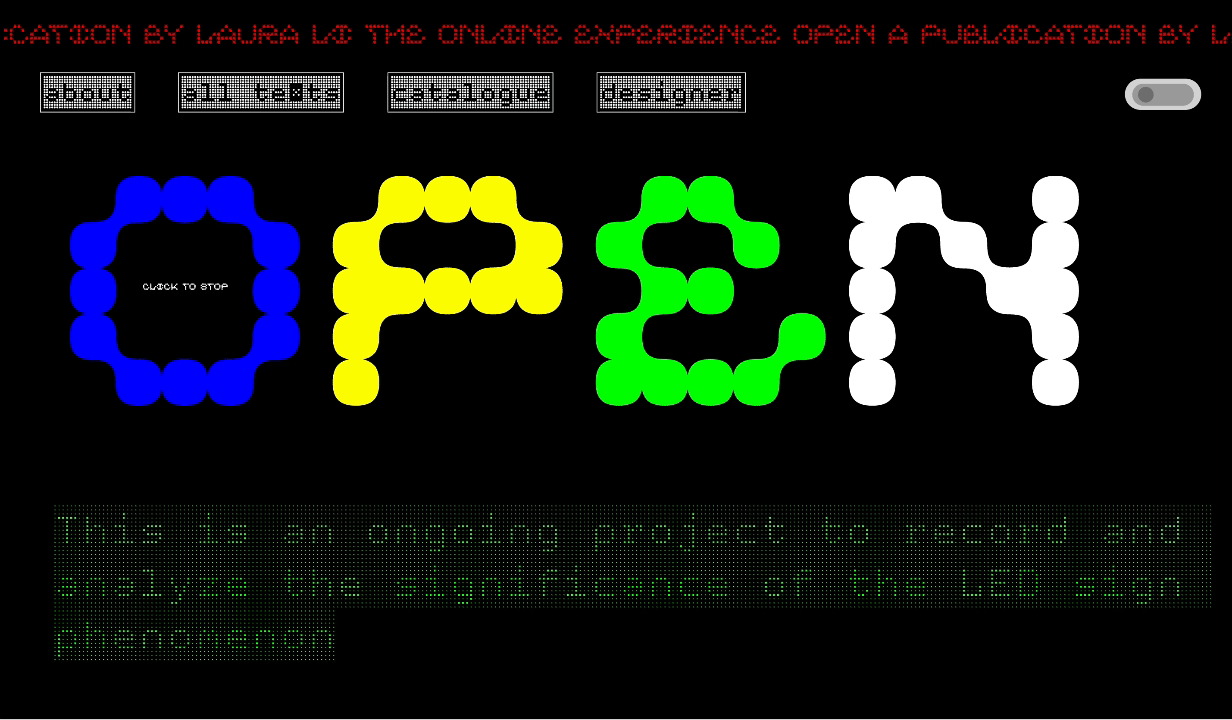 CATION BY LAURA LI THE ONLINE EXPERIENCE OPEN A PUBLICATION BY L
about all texts catalogue designer
OPEN
CLICK TO STOP
This is an ongoing project to record and
analyze the significance of the LED sign
phenomenon